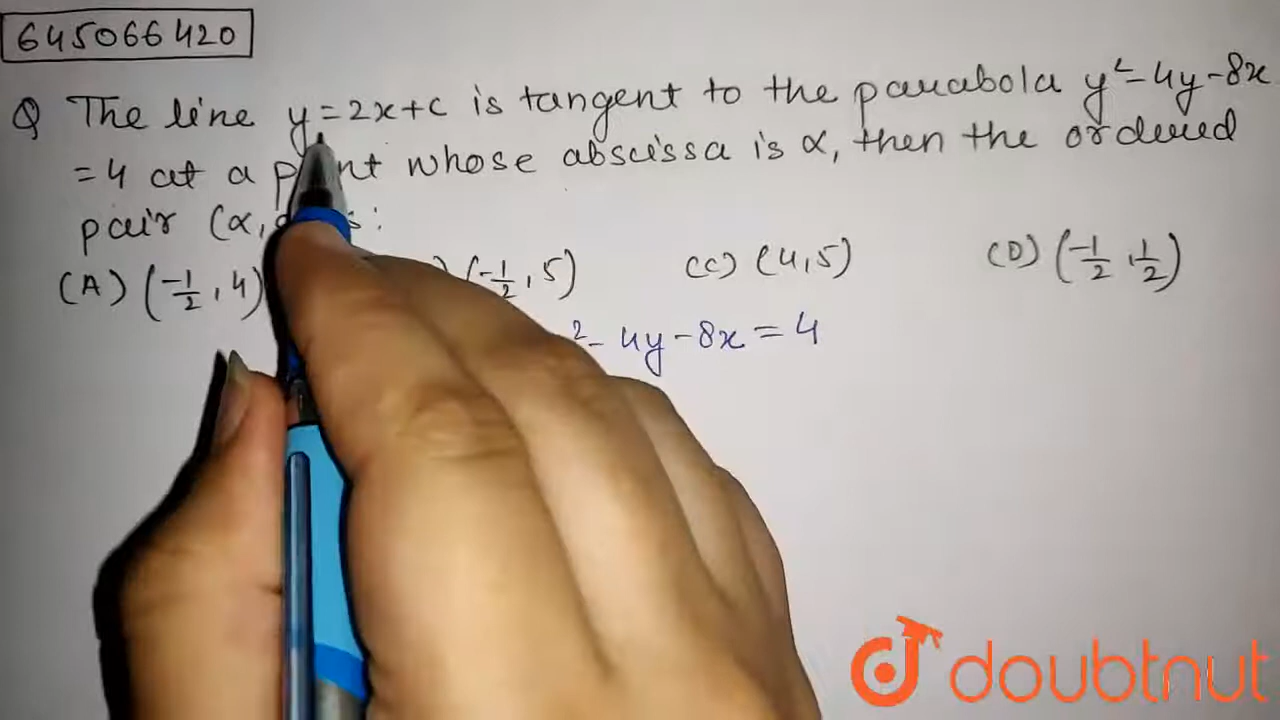 645066420
Q The line y=2x+c is tangent to the parabola y²-4y-8x
=4 at a point whose abscissa is α, then the ordered
pair (α, :
(A) (-1/2, 4) ) (-1/2, 5) (C) (4, 5) (D) (-1/2, 1/2)
²-4y-8x=4
doubtnut